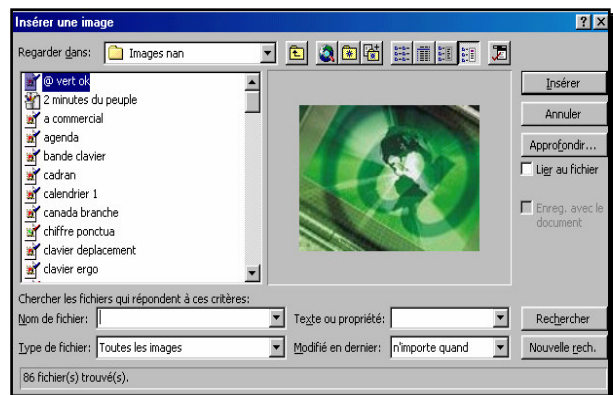 Insérer une image
Regarder dans: Images nan
@ vert ok
2 minutes du peuple
a commercial
agenda
bande clavier
cadran
calendrier 1
canada branche
chiffre ponctua
clavier deplacement
clavier ergo
Insérer
Annuler
Approfondir...
Lier au fichier
Enreg. avec le
document
Chercher les fichiers qui répondent à ces critères:
Nom de fichier: Texte ou propriété: Rechercher
Type de fichier: Toutes les images Modifié en dernier: n'importe quand Nouvelle rech.
86 fichier(s) trouvé(s).